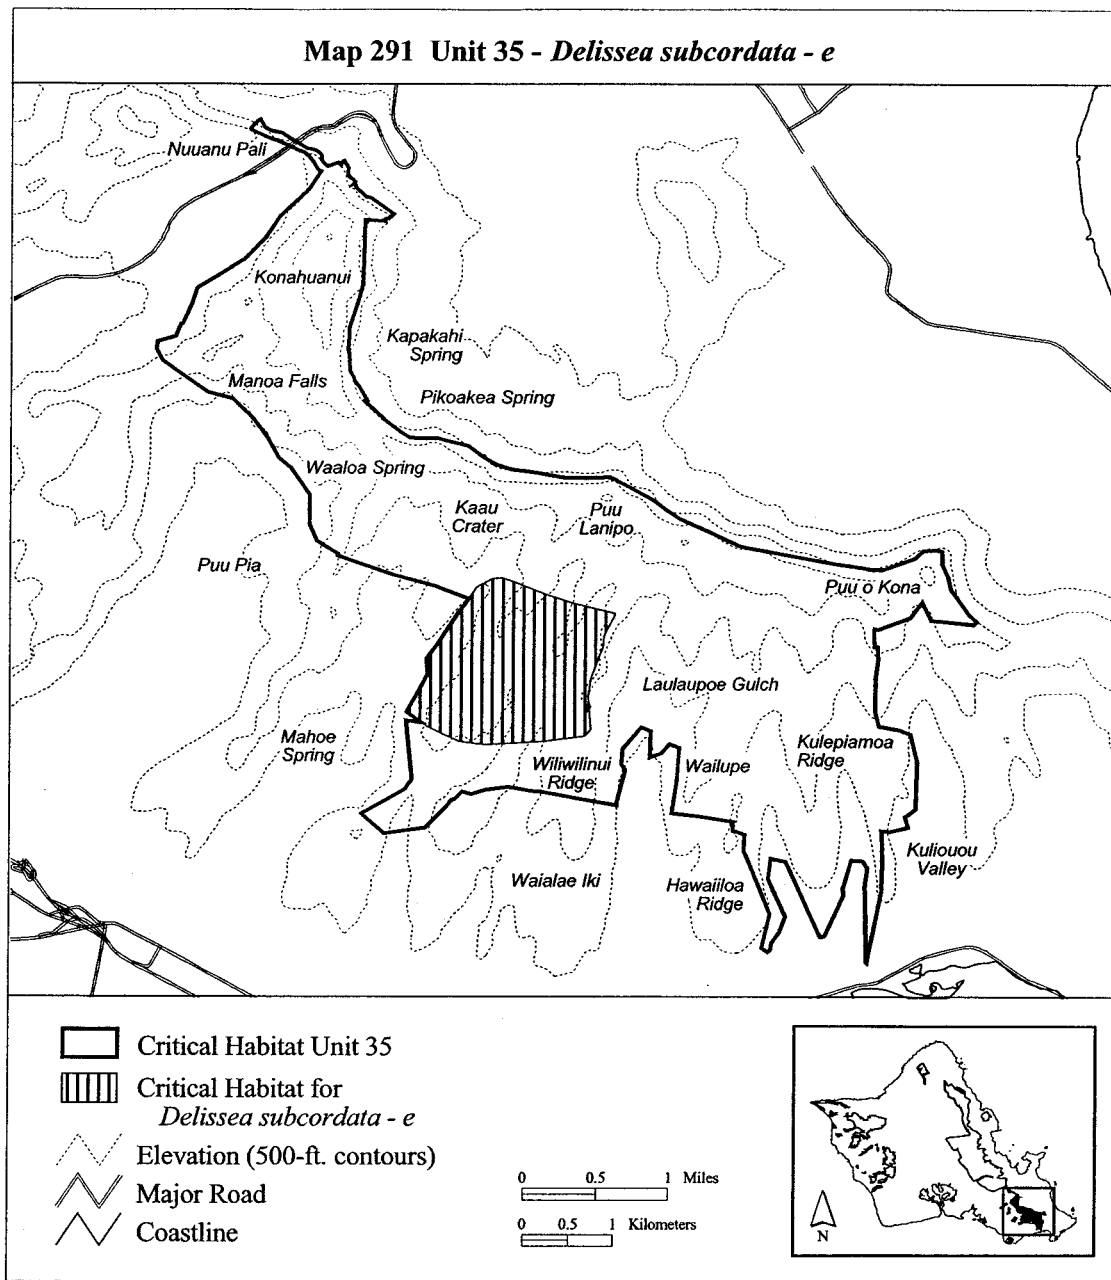 Map 291 Unit 35 - Delissea subcordata - e
Nuuanu Pali
Konahuanui
Kapakahi
Spring
Manoa Falls
Pikoakea Spring
Waaloa Spring
Kaau
Crater
Puu
Lanipo
Puu Pia
Puu o Kona
Laulaupoe Gulch
Mahoe
Spring
Wiliwilinui
Ridge
Wailupe
Kulepiamoa
Ridge
Kuliouou
Valley
Waialae Iki
Hawaiiloa
Ridge
Critical Habitat Unit 35
Critical Habitat for
Delissea subcordata - e
Elevation (500-ft. contours)
Major Road
Coastline
0 0.5 1 Miles
0 0.5 1 Kilometers
N